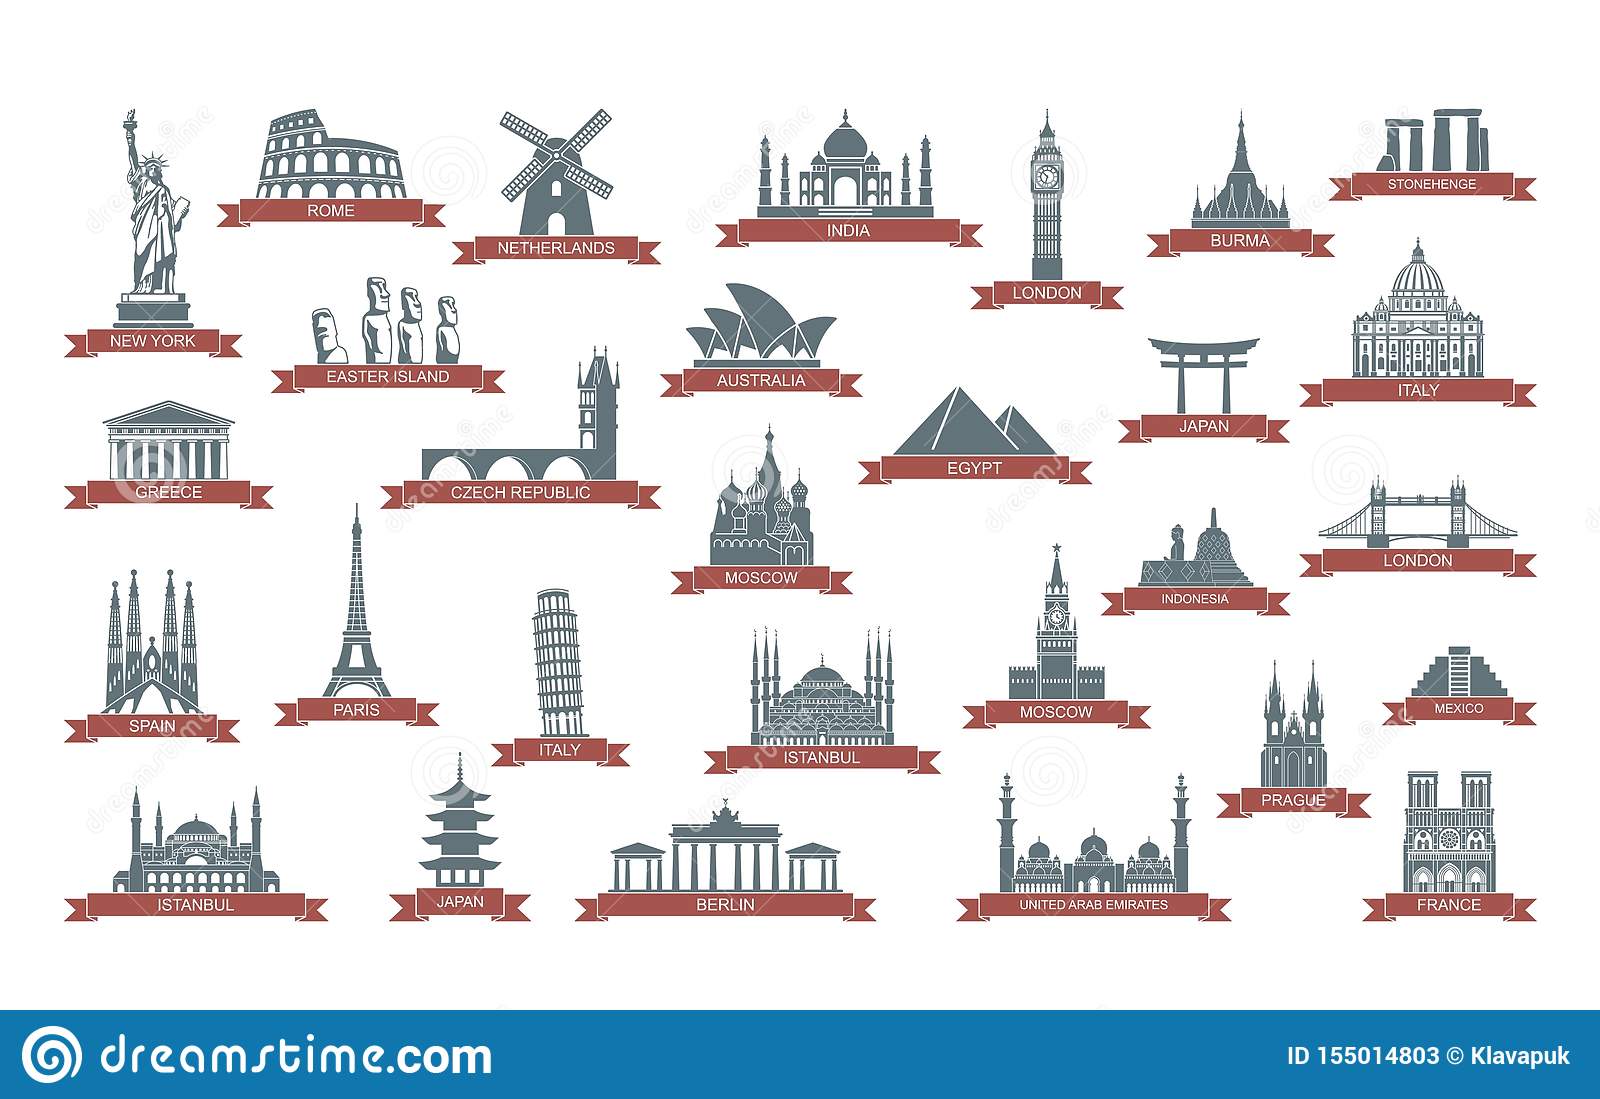 ROME
NETHERLANDS
INDIA
LONDON
BURMA
STONEHENGE
NEW YORK
EASTER ISLAND
AUSTRALIA
JAPAN
ITALY
GREECE
CZECH REPUBLIC
EGYPT
MOSCOW
INDONESIA
LONDON
SPAIN
PARIS
ITALY
ISTANBUL
MOSCOW
MEXICO
PRAGUE
ISTANBUL
JAPAN
BERLIN
UNITED ARAB EMIRATES
FRANCE
dreamstime.com
ID 155014803 © Klavapuk